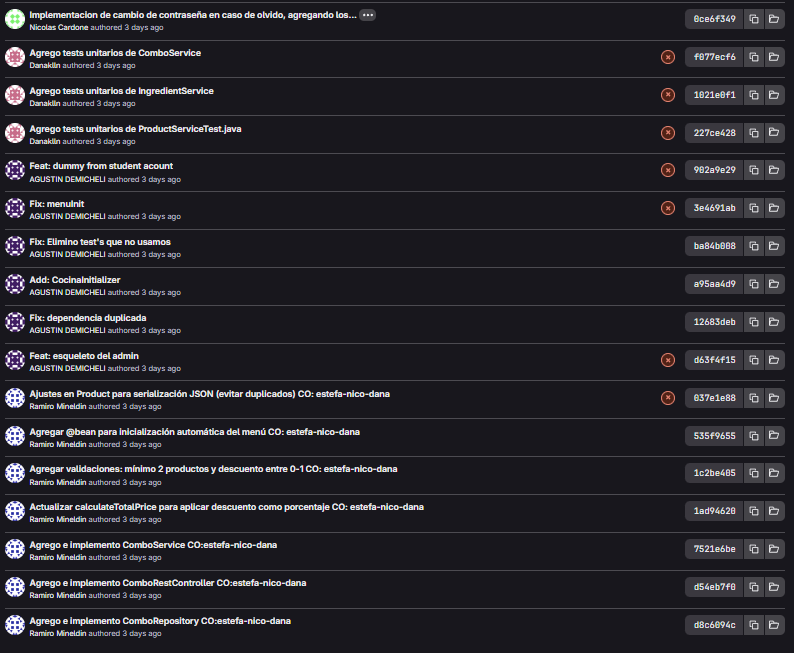 Implementacion de cambio de contraseña en caso de olvido, agregando los...
Nicolas Cardone authored 3 days ago
0ce6f349
Agrego tests unitarios de ComboService
Danaklln authored 3 days ago
f077ecf6
Agrego tests unitarios de IngredientService
Danaklln authored 3 days ago
1021e0f1
Agrego tests unitarios de ProductServiceTest.java
Danaklln authored 3 days ago
227ce428
Feat: dummy from student acount
AGUSTIN DEMICHELI authored 3 days ago
902a9e29
Fix: menuInit
AGUSTIN DEMICHELI authored 3 days ago
3e4691ab
Fix: Elimino test's que no usamos
AGUSTIN DEMICHELI authored 3 days ago
ba84b008
Add: CocinaInitializer
AGUSTIN DEMICHELI authored 3 days ago
a95aa4d9
Fix: dependencia duplicada
AGUSTIN DEMICHELI authored 3 days ago
12683deb
Feat: esqueleto del admin
AGUSTIN DEMICHELI authored 3 days ago
d63f4f15
Ajustes en Product para serialización JSON (evitar duplicados) CO: estefa-nico-dana
Ramiro Mineldin authored 3 days ago
037e1e88
Agregar @bean para inicialización automática del menú CO: estefa-nico-dana
Ramiro Mineldin authored 3 days ago
535f9655
Agregar validaciones: mínimo 2 productos y descuento entre 0-1 CO: estefa-nico-dana
Ramiro Mineldin authored 3 days ago
1c2be405
Actualizar calculateTotalPrice para aplicar descuento como porcentaje CO: estefa-nico-dana
Ramiro Mineldin authored 3 days ago
1ad94620
Agrego e implemento ComboService CO:estefa-nico-dana
Ramiro Mineldin authored 3 days ago
7521e6be
Agrego e implemento ComboRestController CO:estefa-nico-dana
Ramiro Mineldin authored 3 days ago
d54eb7f0
Agrego e implemento ComboRepository CO:estefa-nico-dana
Ramiro Mineldin authored 3 days ago
d8c6094c